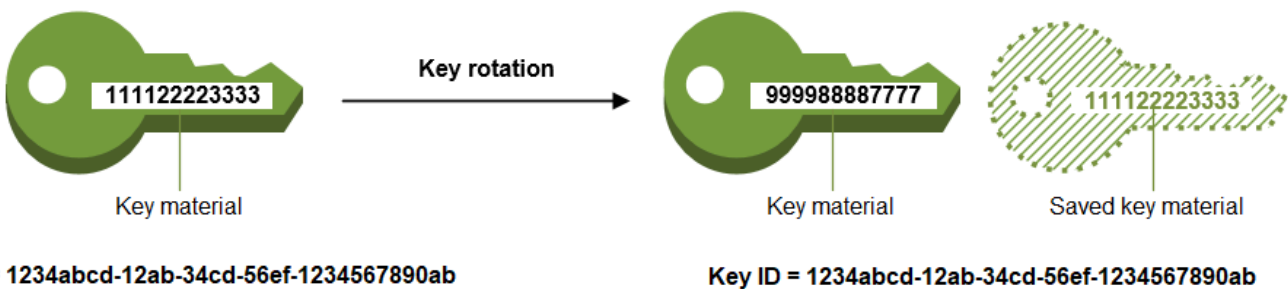 Key rotation
111122223333
999988887777
111122223333
Key material
Key material
Saved key material
1234abcd-12ab-34cd-56ef-1234567890ab
Key ID = 1234abcd-12ab-34cd-56ef-1234567890ab